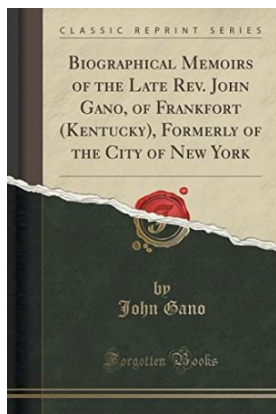 CLASSIC REPRINT SERIES
BIOGRAPHICAL MEMOIRS OF THE LATE REV. JOHN GANO, OF FRANKFORT (KENTUCKY), FORMERLY OF THE CITY OF NEW YORK
by
John Gano
Forgotten Books